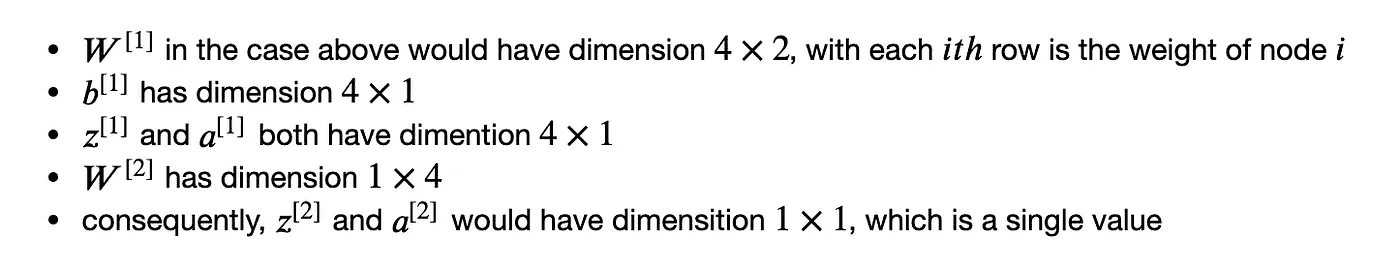 • W[1] in the case above would have dimension 4 × 2, with each ith row is the weight of node i
• b[1] has dimension 4 × 1
• z[1] and a[1] both have dimention 4 × 1
• W[2] has dimension 1 × 4
• consequently, z[2] and a[2] would have dimensition 1 × 1, which is a single value